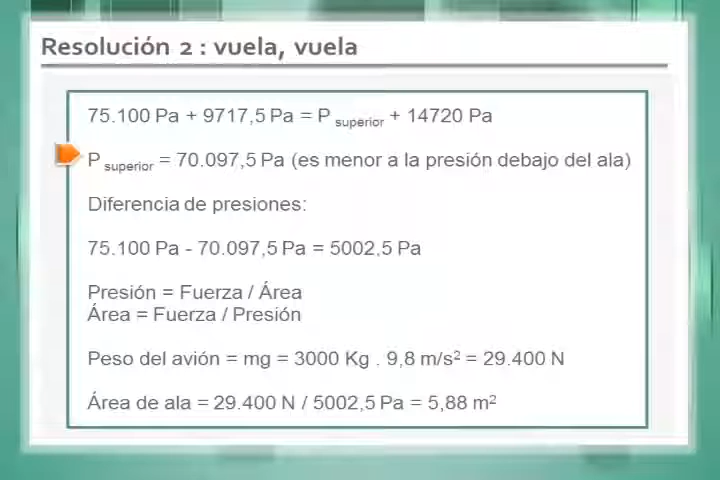 Resolución 2 : vuela, vuela
75.100 Pa + 9717,5 Pa = P superior + 14720 Pa
P superior = 70.097,5 Pa (es menor a la presión debajo del ala)
Diferencia de presiones:
75.100 Pa - 70.097,5 Pa = 5002,5 Pa
Presión = Fuerza / Área
Área = Fuerza / Presión
Peso del avión = mg = 3000 Kg . 9,8 m/s² = 29.400 N
Área de ala = 29.400 N / 5002,5 Pa = 5,88 m²